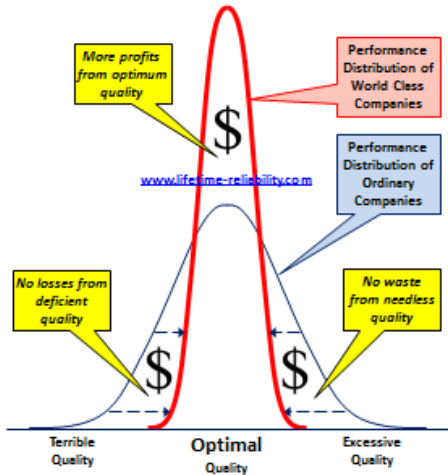 More profits
from optimum
quality
Performance
Distribution of
World Class
Companies
$
www.lifetime-reliability.com
Performance
Distribution of
Ordinary
Companies
No losses from
deficient
quality
No waste
from needless
quality
$
$
Terrible
Quality
Optimal
Quality
Excessive
Quality